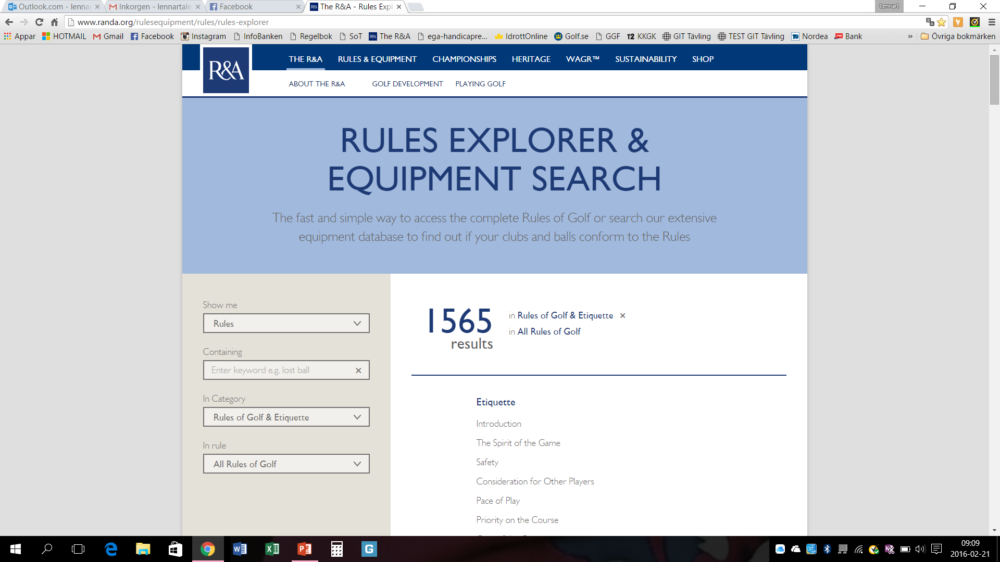 Outlook.com - lennar
Inkorgen - lennartale
Facebook
The R&A - Rules Expl
Lennart
www.randa.org/rulesequipment/rules/rules-explorer
Appar HOTMAIL Gmail Facebook Instagram InfoBanken Regelbok SoT The R&A ega-handicapre... IdrottOnline Golf.se GGF T2 KKGK GIT Tävling TEST GIT Tävling Nordea Bank » Övriga bokmärken
R&A
THE R&A RULES & EQUIPMENT CHAMPIONSHIPS HERITAGE WAGR™ SUSTAINABILITY SHOP
ABOUT THE R&A GOLF DEVELOPMENT PLAYING GOLF
RULES EXPLORER &
EQUIPMENT SEARCH
The fast and simple way to access the complete Rules of Golf or search our extensive
equipment database to find out if your clubs and balls conform to the Rules
Show me
Rules
Containing
Enter keyword e.g. lost ball
In Category
Rules of Golf & Etiquette
In rule
All Rules of Golf
1565
results
in Rules of Golf & Etiquette
in All Rules of Golf
Etiquette
Introduction
The Spirit of the Game
Safety
Consideration for Other Players
Pace of Play
Priority on the Course
09:09
2016-02-21